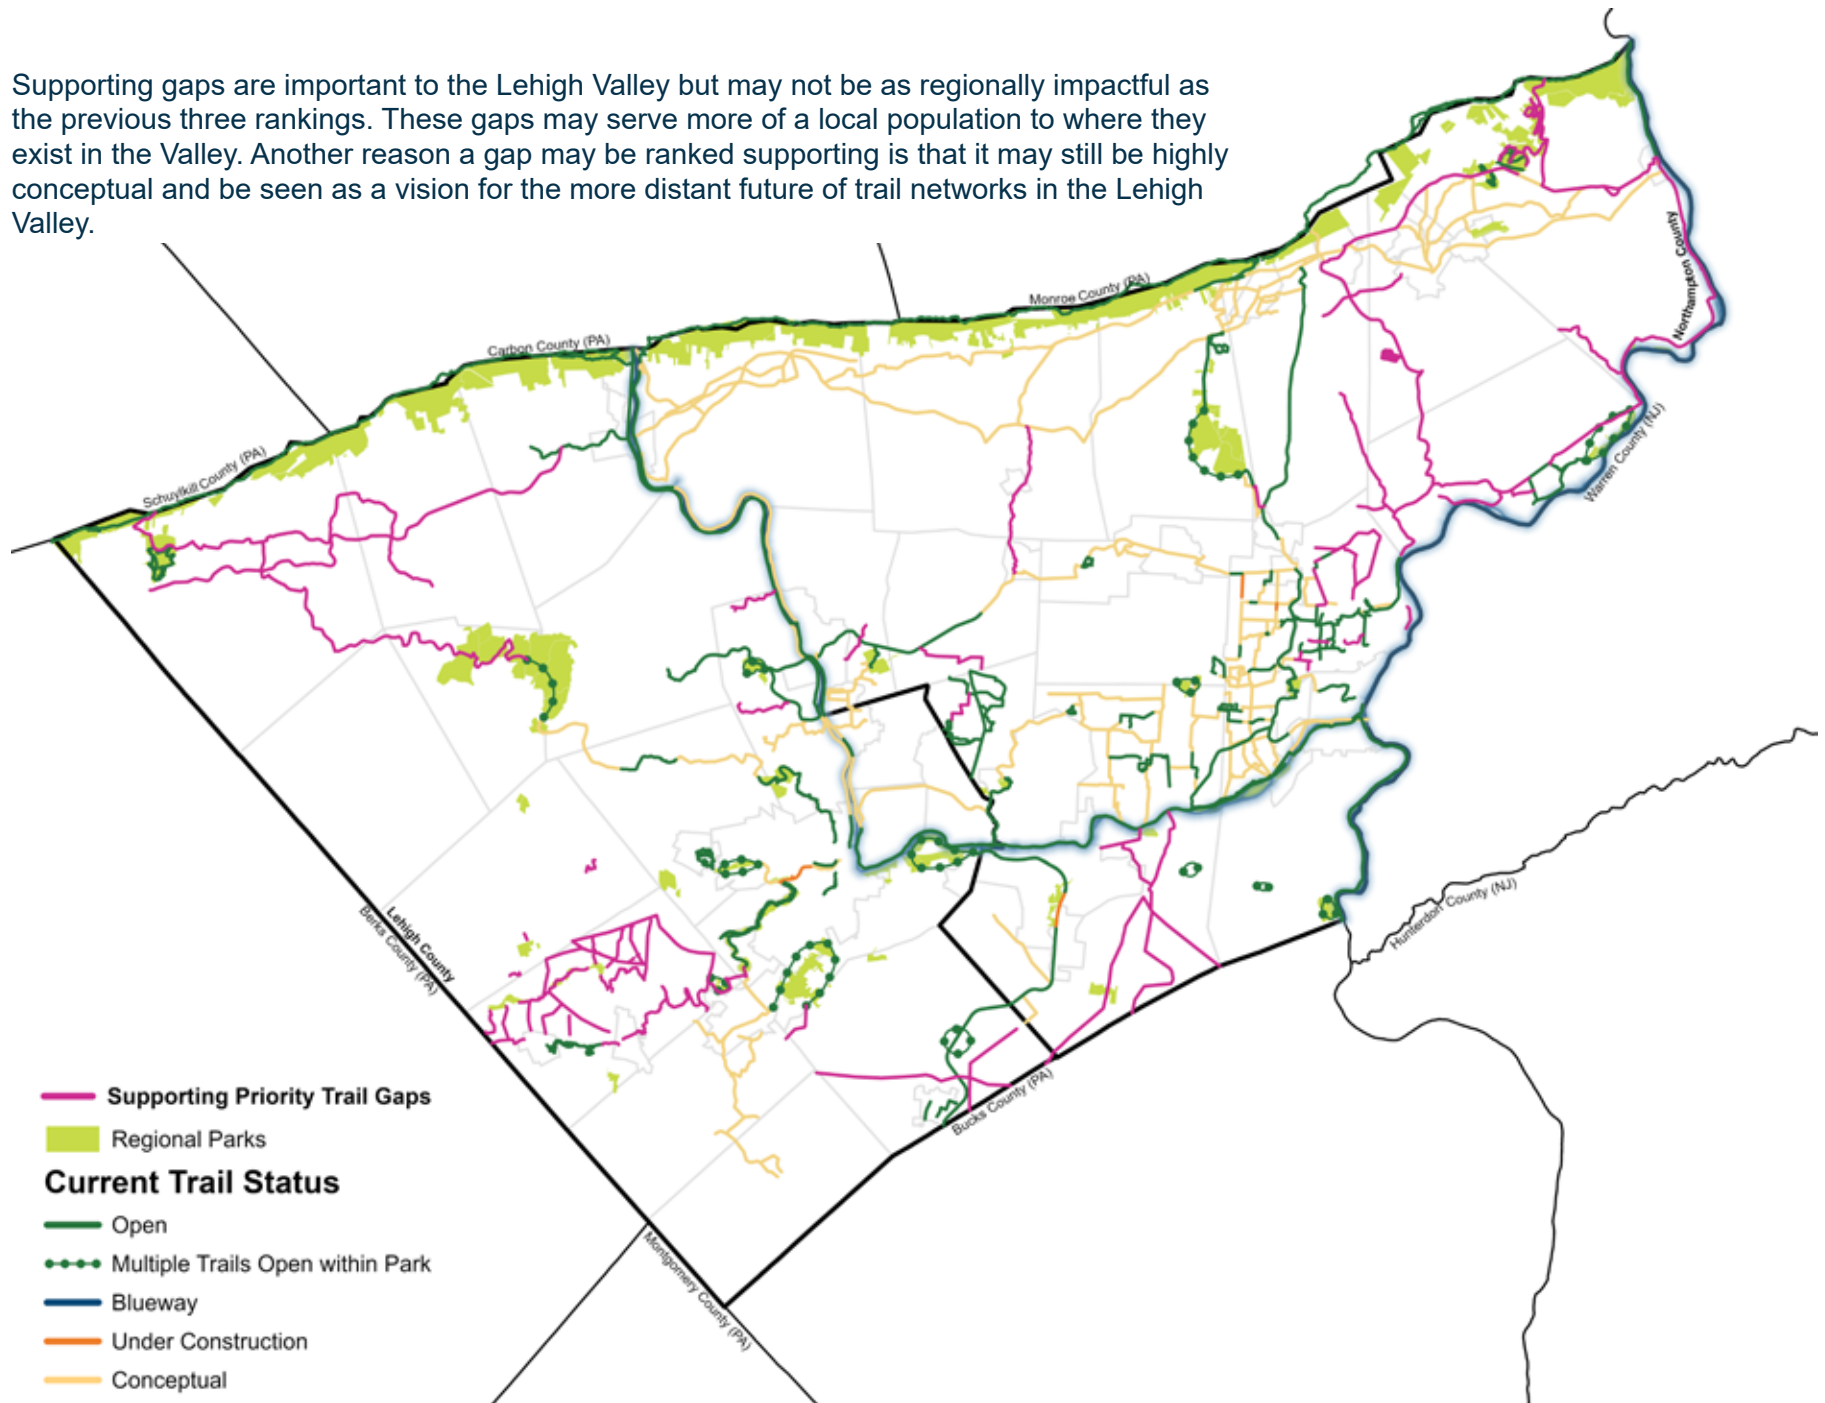 Supporting gaps are important to the Lehigh Valley but may not be as regionally impactful as
the previous three rankings. These gaps may serve more of a local population to where they
exist in the Valley. Another reason a gap may be ranked supporting is that it may still be highly
conceptual and be seen as a vision for the more distant future of trail networks in the Lehigh
Valley.
Northampton County
Monroe County (PA)
Carbon County (PA)
Schuylkill County (PA)
Warren County (NJ)
Lehigh County
Berks County (PA)
Hunterdon County (NJ)
Bucks County (PA)
Montgomery County (PA)
Supporting Priority Trail Gaps
Regional Parks
Current Trail Status
Open
Multiple Trails Open within Park
Blueway
Under Construction
Conceptual